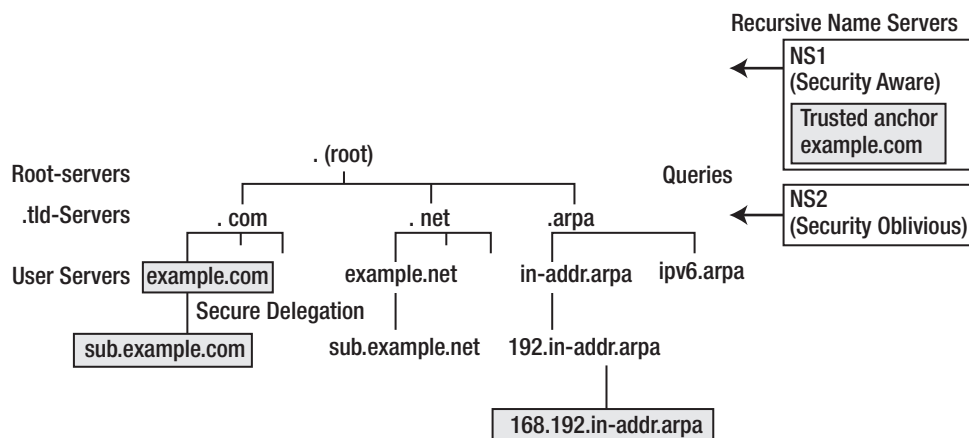 Recursive Name Servers
NS1
(Security Aware)
Trusted anchor
example.com
. (root)
Root-servers
Queries
.tld-Servers
. com
. net
.arpa
NS2
(Security Oblivious)
User Servers
example.com
example.net
in-addr.arpa
ipv6.arpa
Secure Delegation
sub.example.com
sub.example.net
192.in-addr.arpa
168.192.in-addr.arpa